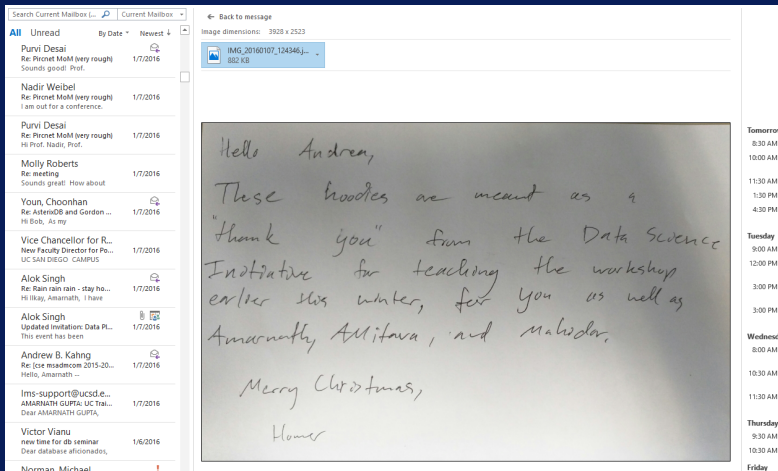 Search Current Mailbox (... Current Mailbox
All Unread By Date Newest ↓
Purvi Desai
Re: Pircnet MoM (very rough) 1/7/2016
Sounds good! Prof.
Nadir Weibel
Re: Pircnet MoM (very rough) 1/7/2016
I am out for a conference.
Purvi Desai
Re: Pircnet MoM (very rough) 1/7/2016
Hi Prof. Nadir, Prof.
Molly Roberts
Re: meeting 1/7/2016
Sounds great! How about
Youn, Choonhan
Re: AsterixDB and Gordon ... 1/7/2016
Hi Bob, As my
Vice Chancellor for R...
New Faculty Director for Po... 1/7/2016
UC SAN DIEGO CAMPUS
Alok Singh
Re: Rain rain rain - stay ho... 1/7/2016
Hi Ilkay, Amarnath, I have
Alok Singh
Updated Invitation: Data Pl... 1/7/2016
This event has been
Andrew B. Kahng
Re: [cse msadmcom 2015-20... 1/7/2016
Hello, Amarnath --
lms-support@ucsd.e...
AMARNATH GUPTA: UC Trai... 1/7/2016
Dear AMARNATH GUPTA,
Victor Vianu
new time for db seminar 1/6/2016
Dear database aficionados,
Norman, Michael
← Back to message
Image dimensions: 3928 x 2523
IMG_20160107_124346.j...
882 KB
Hello Andrea,
These hoodies are meant as a
"thank you" from the Data Science
Initiative for teaching the workshop
earlier this winter, for you as well as
Amarnath, Amitava, and Mahidar.
Merry Christmas,
Homer
Tomorrow
8:30 AM
10:00 AM
11:30 AM
1:30 PM
4:30 PM
Tuesday
9:00 AM
12:00 PM
3:00 PM
3:00 PM
Wednesd
8:00 AM
10:30 AM
11:30 AM
Thursday
9:30 AM
10:30 AM
Friday